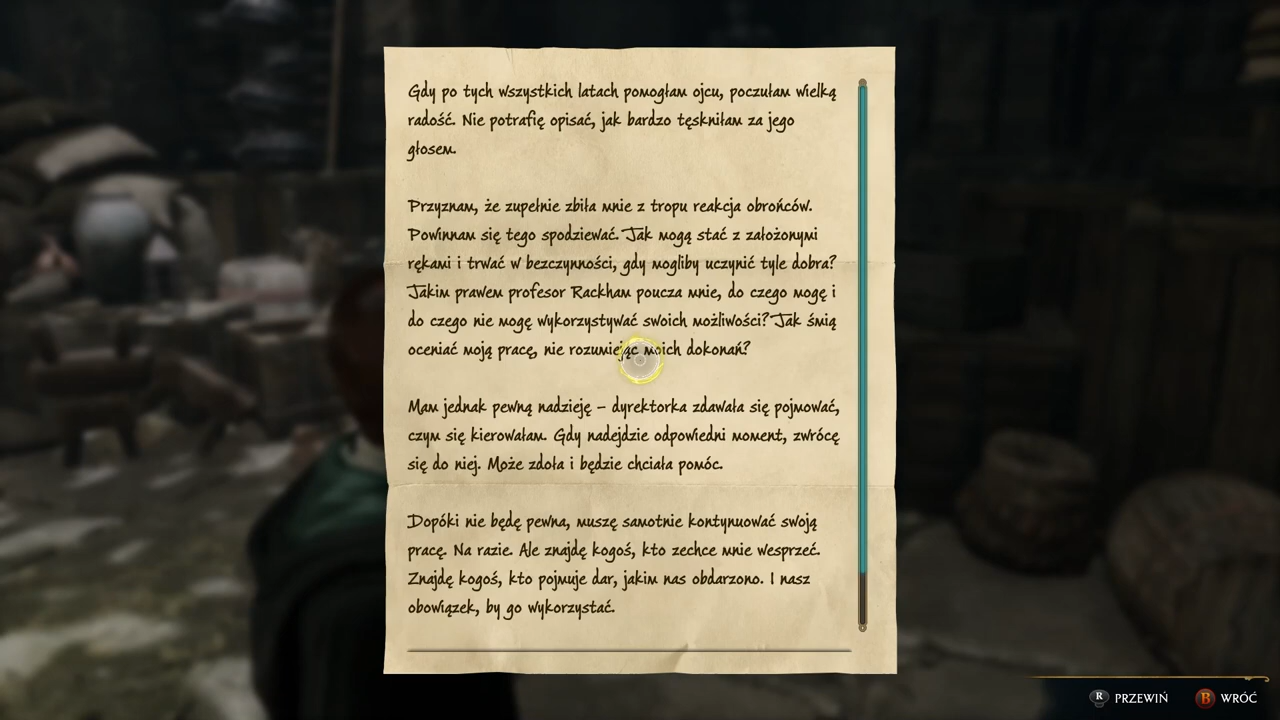 Gdy po tych wszystkich latach pomogłam ojcu, poczułam wielką
radość. Nie potrafię opisać, jak bardzo tęskniłam za jego
głosem.
Przyznam, że zupełnie zbiła mnie z tropu reakcja obrońców.
Powinnam się tego spodziewać. Jak mogą stać z założonymi
rękami i trwać w bezczynności, gdy mogliby uczynić tyle dobra?
Jakim prawem profesor Rackham poucza mnie, do czego mogę i
do czego nie mogę wykorzystywać swoich możliwości? Jak śmią
oceniać moją pracę, nie rozumiejąc moich dokonań?
Mam jednak pewną nadzieję – dyrektorka zdawała się pojmować,
czym się kierowałam. Gdy nadejdzie odpowiedni moment, zwrócę
się do niej. Może zdoła i będzie chciała pomóc.
Dopóki nie będę pewna, muszę samotnie kontynuować swoją
pracę. Na razie. Ale znajdę kogoś, kto zechce mnie wesprzeć.
Znajdę kogoś, kto pojmuje dar, jakim nas obdarzono. I nasz
obowiązek, by go wykorzystać.
R PRZEWIŃ B WRÓĆ